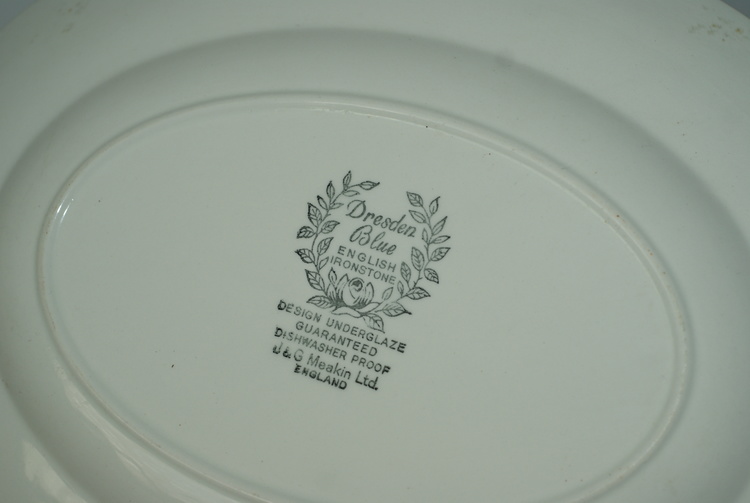 Dresden
Blue
ENGLISH
IRONSTONE
DESIGN UNDERGLAZE
GUARANTEED
DISHWASHER PROOF
J&G Meakin Ltd.
ENGLAND